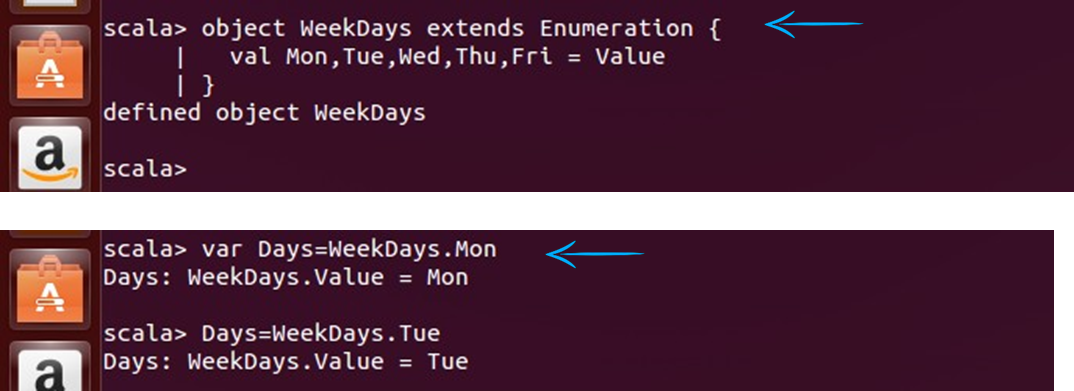 scala> object WeekDays extends Enumeration {
     |   val Mon,Tue,Wed,Thu,Fri = Value
     | }
defined object WeekDays
scala>
scala> var Days=WeekDays.Mon
Days: WeekDays.Value = Mon
scala> Days=WeekDays.Tue
Days: WeekDays.Value = Tue